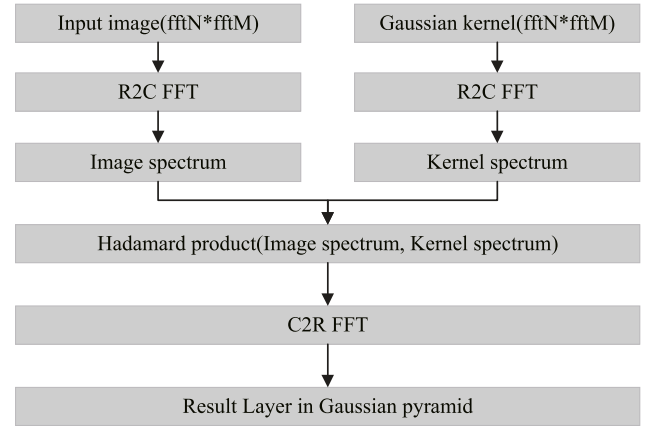 Input image(fftN*fftM)
Gaussian kernel(fftN*fftM)
R2C FFT
R2C FFT
Image spectrum
Kernel spectrum
Hadamard product(Image spectrum, Kernel spectrum)
C2R FFT
Result Layer in Gaussian pyramid